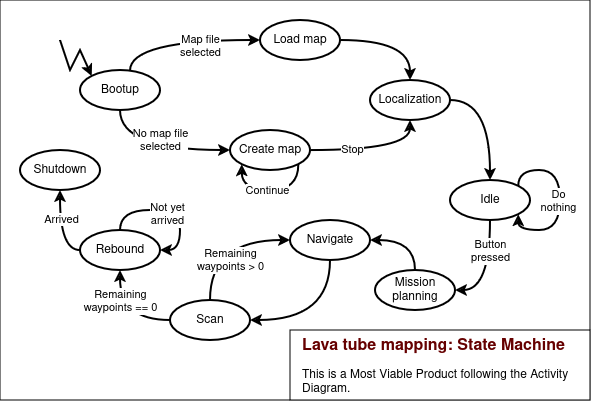 Map file
selected
Load map
Bootup
Localization
No map file
selected
Create map
Stop
Continue
Shutdown
Idle
Do
nothing
Arrived
Not yet
arrived
Rebound
Navigate
Button
pressed
Remaining
waypoints > 0
Mission
planning
Remaining
waypoints == 0
Scan
Lava tube mapping: State Machine
This is a Most Viable Product following the Activity
Diagram.